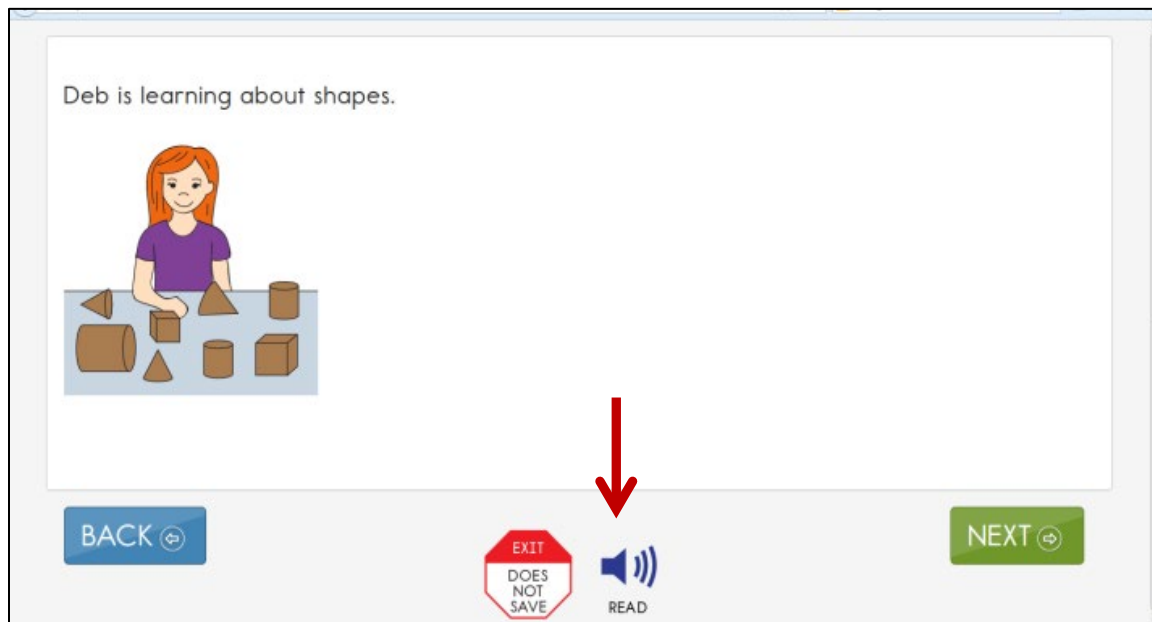 Deb is learning about shapes.
BACK
EXIT
DOES
NOT
SAVE
READ
NEXT